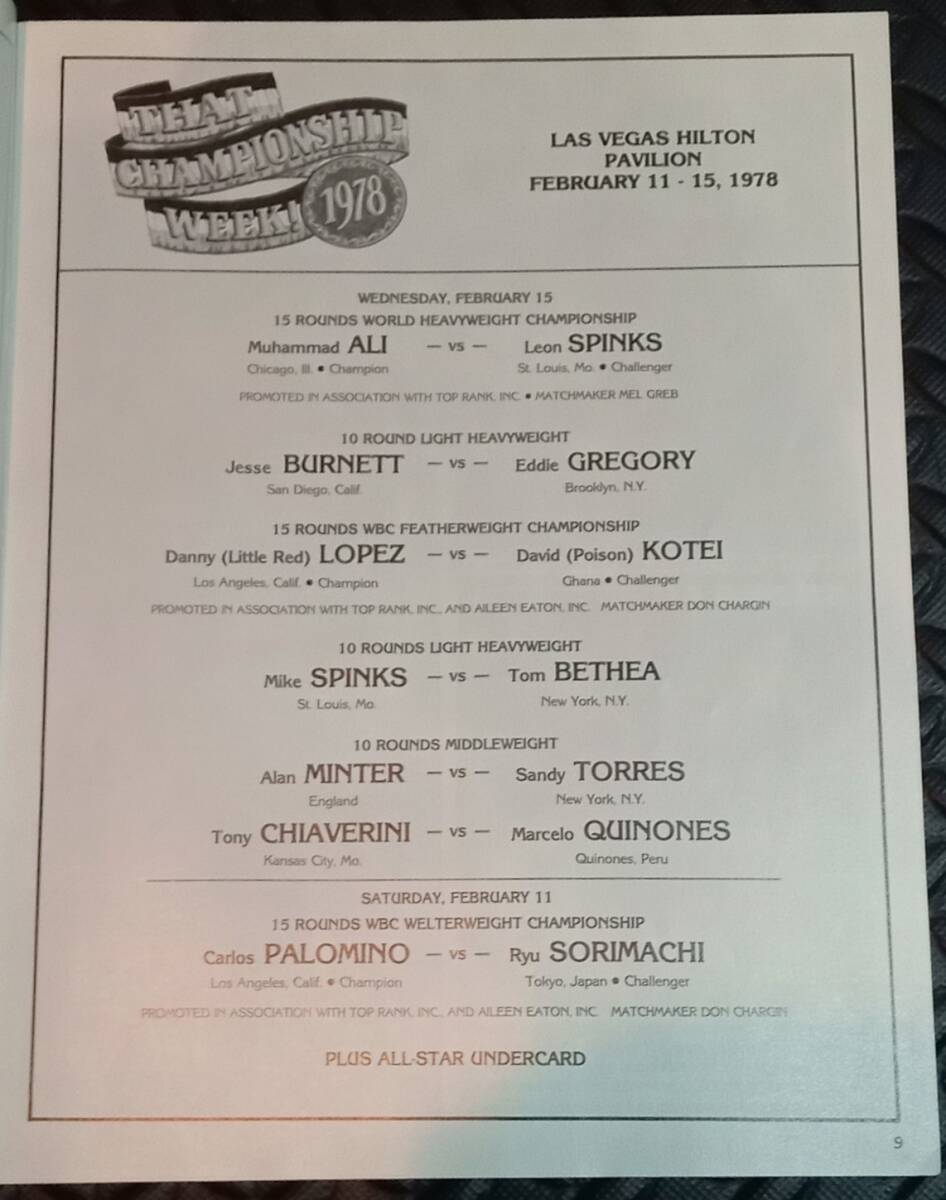 THAT
CHAMPIONSHIP
WEEK! 1978
LAS VEGAS HILTON
PAVILION
FEBRUARY 11 - 15, 1978
WEDNESDAY, FEBRUARY 15
15 ROUNDS WORLD HEAVYWEIGHT CHAMPIONSHIP
Muhammad ALI — vs — Leon SPINKS
Chicago, Ill. • Champion St. Louis, Mo. • Challenger
PROMOTED IN ASSOCIATION WITH TOP RANK, INC. • MATCHMAKER MEL GREB
10 ROUND LIGHT HEAVYWEIGHT
Jesse BURNETT — vs — Eddie GREGORY
San Diego, Calif. Brooklyn, N.Y.
15 ROUNDS WBC FEATHERWEIGHT CHAMPIONSHIP
Danny (Little Red) LOPEZ — vs — David (Poison) KOTEI
Los Angeles, Calif. • Champion Ghana • Challenger
PROMOTED IN ASSOCIATION WITH TOP RANK, INC., AND AILEEN EATON, INC. MATCHMAKER DON CHARGIN
10 ROUNDS LIGHT HEAVYWEIGHT
Mike SPINKS — vs — Tom BETHEA
St. Louis, Mo. New York, N.Y.
10 ROUNDS MIDDLEWEIGHT
Alan MINTER — vs — Sandy TORRES
England New York, N.Y.
Tony CHIAVERINI — vs — Marcelo QUINONES
Kansas City, Mo. Quinones, Peru
SATURDAY, FEBRUARY 11
15 ROUNDS WBC WELTERWEIGHT CHAMPIONSHIP
Carlos PALOMINO — vs — Ryu SORIMACHI
Los Angeles, Calif. • Champion Tokyo, Japan • Challenger
PROMOTED IN ASSOCIATION WITH TOP RANK, INC., AND AILEEN EATON, INC. MATCHMAKER DON CHARGIN
PLUS ALL-STAR UNDERCARD
9